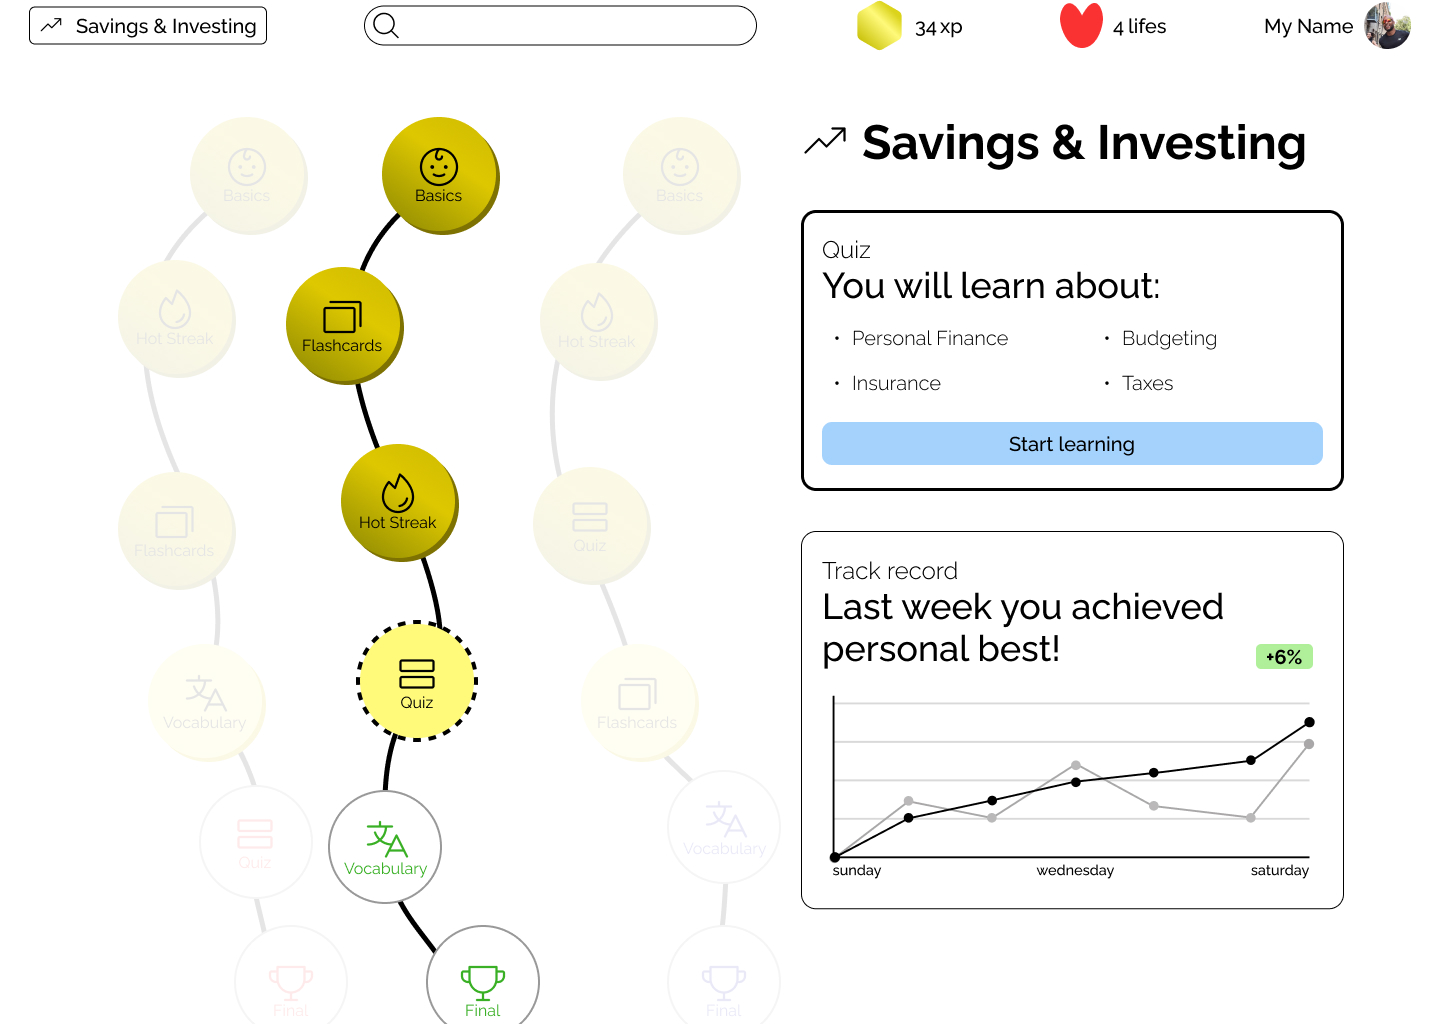 Savings & Investing
34 xp
4 lifes
My Name
Basics
Basics
Basics
Hot Streak
Flashcards
Hot Streak
Flashcards
Hot Streak
Quiz
Vocabulary
Quiz
Flashcards
Quiz
Vocabulary
Vocabulary
Final
Final
Final
Savings & Investing
Quiz
You will learn about:
• Personal Finance
• Budgeting
• Insurance
• Taxes
Start learning
Track record
Last week you achieved
personal best!
+6%
sunday
wednesday
saturday